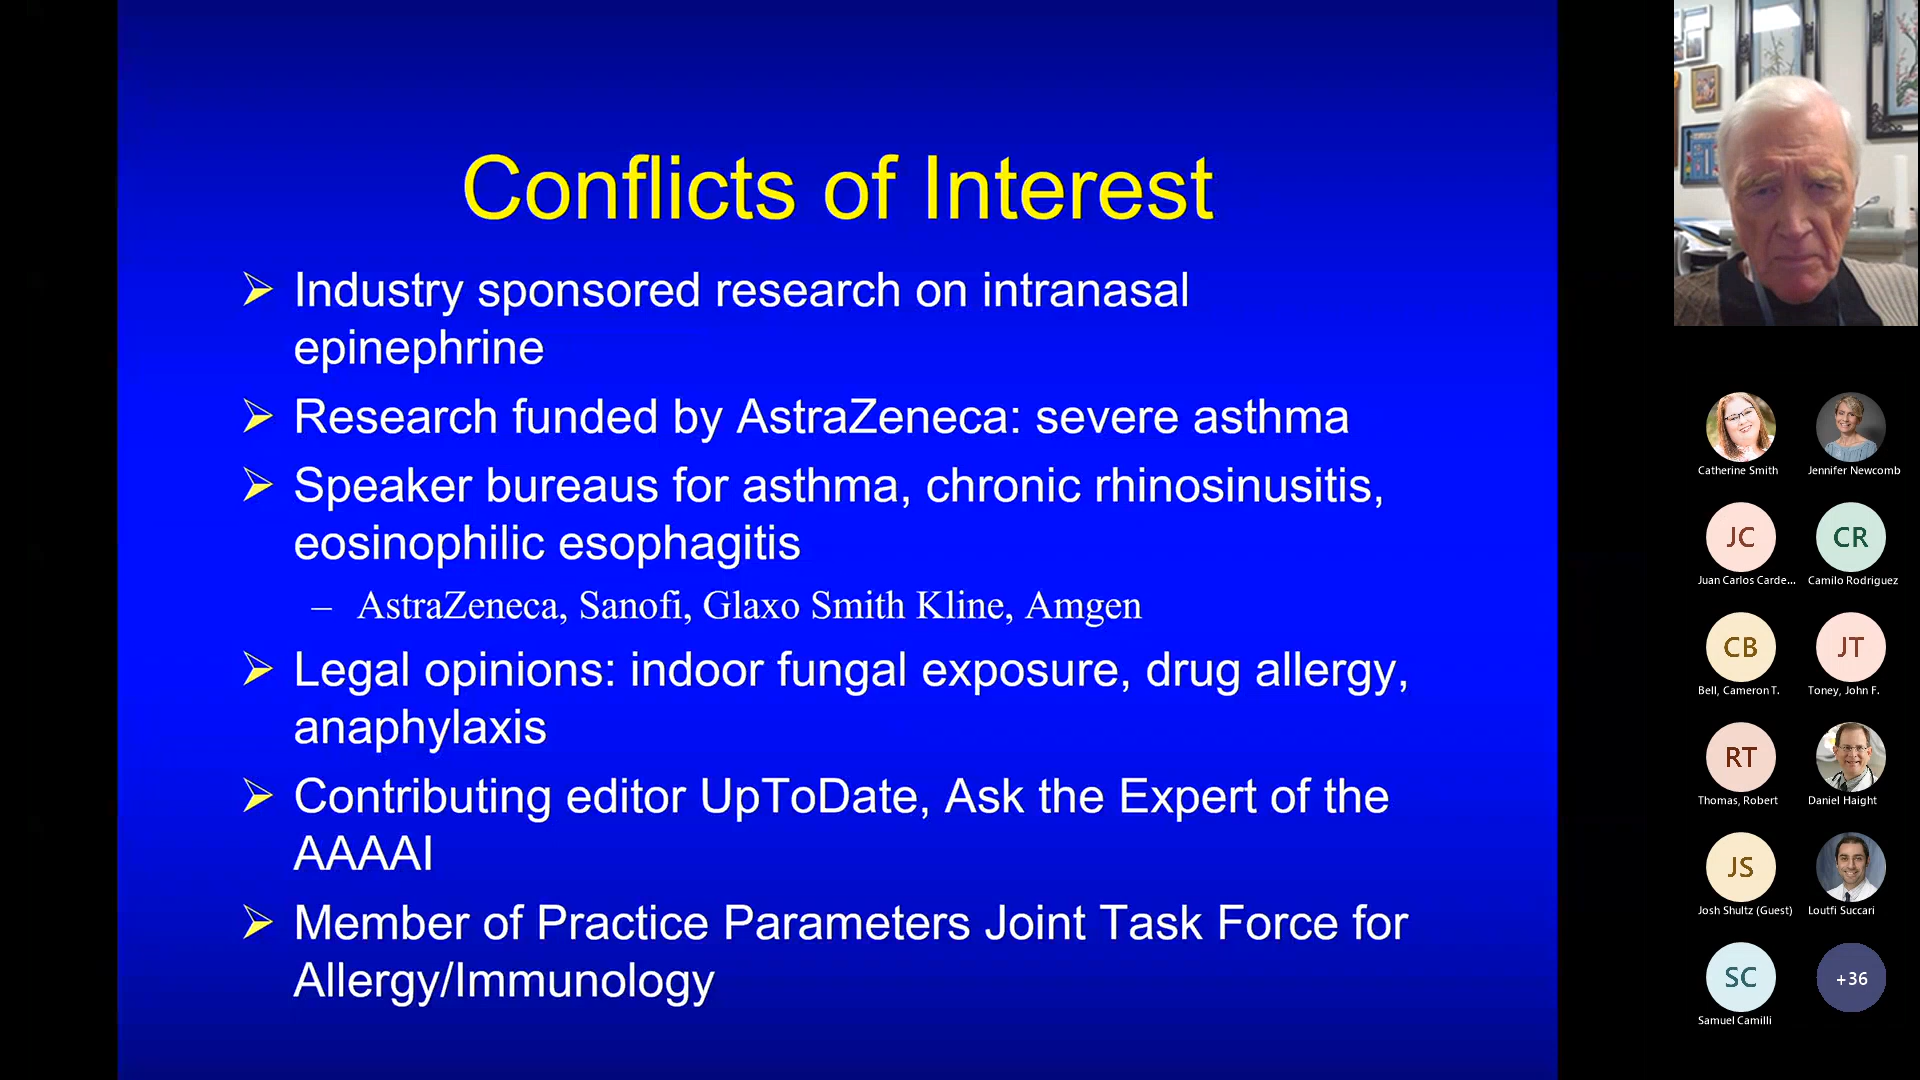 Conflicts of Interest
➢ Industry sponsored research on intranasal
epinephrine
➢ Research funded by AstraZeneca: severe asthma
➢ Speaker bureaus for asthma, chronic rhinosinusitis,
eosinophilic esophagitis
– AstraZeneca, Sanofi, Glaxo Smith Kline, Amgen
➢ Legal opinions: indoor fungal exposure, drug allergy,
anaphylaxis
➢ Contributing editor UpToDate, Ask the Expert of the
AAAAI
➢ Member of Practice Parameters Joint Task Force for
Allergy/Immunology
Catherine Smith
Jennifer Newcomb
JC
CR
Juan Carlos Carde...
Camilo Rodriguez
CB
JT
Bell, Cameron T.
Toney, John F.
RT
Thomas, Robert
Daniel Haight
JS
Josh Shultz (Guest)
Loutfi Succari
SC
+36
Samuel Camilli